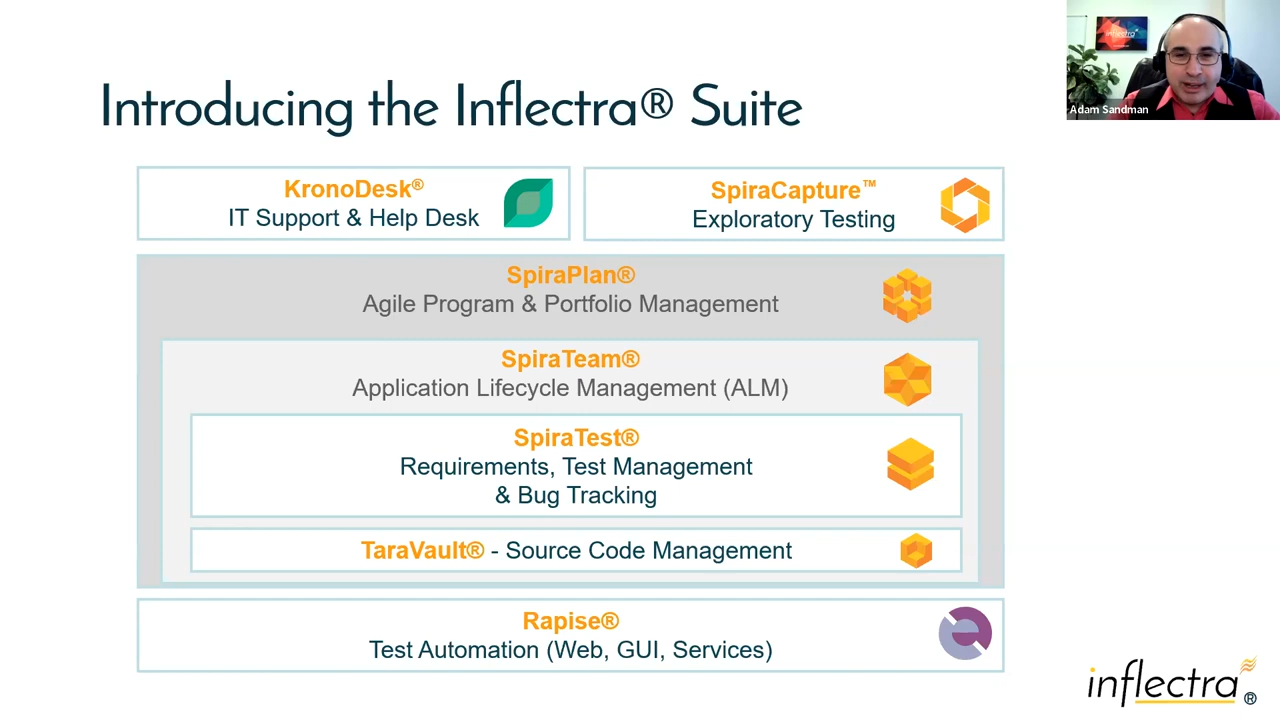 Introducing the Inflectra® Suite
inflectra
Adam Sandman
KronoDesk®
IT Support & Help Desk
SpiraCapture™
Exploratory Testing
SpiraPlan®
Agile Program & Portfolio Management
SpiraTeam®
Application Lifecycle Management (ALM)
SpiraTest®
Requirements, Test Management
& Bug Tracking
TaraVault® - Source Code Management
Rapise®
Test Automation (Web, GUI, Services)
inflectra®